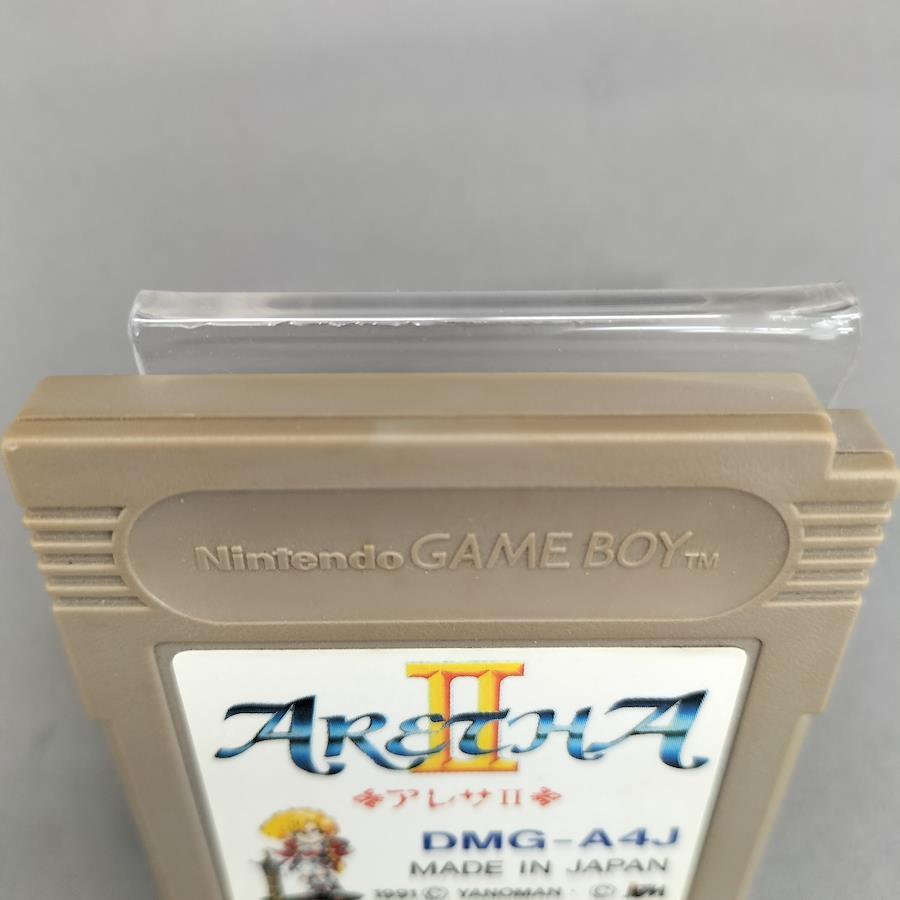 Nintendo GAME BOY TM
ARETHA II
アレサII
DMG-A4J
MADE IN JAPAN
1991 © YANOMAN · ©